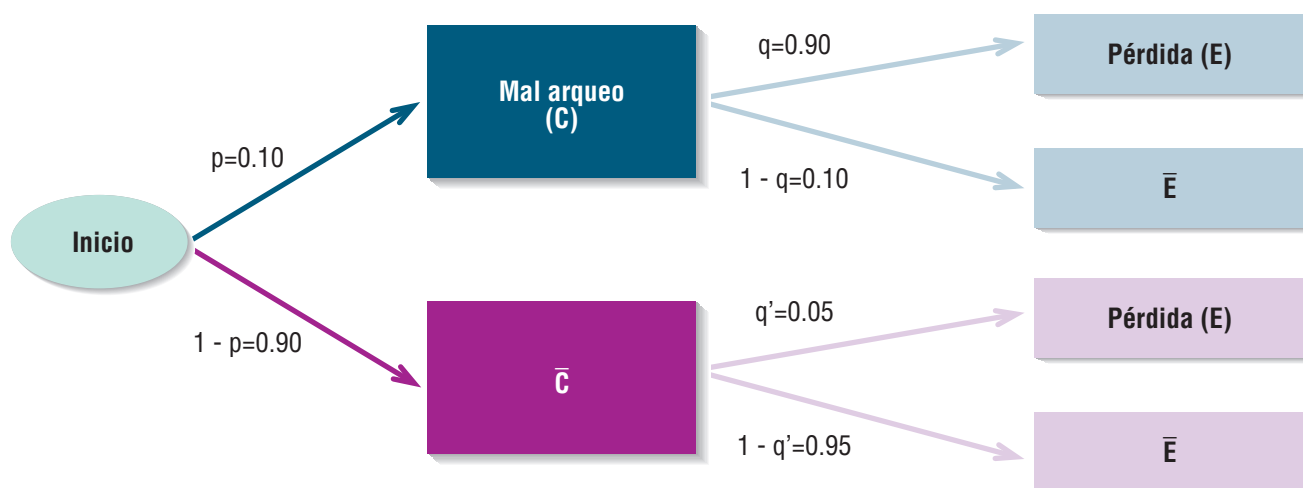 Inicio
p=0.10
1 - p=0.90
Mal arqueo
(C)
C̅
q=0.90
1 - q=0.10
q’=0.05
1 - q’=0.95
Pérdida (E)
E̅
Pérdida (E)
E̅